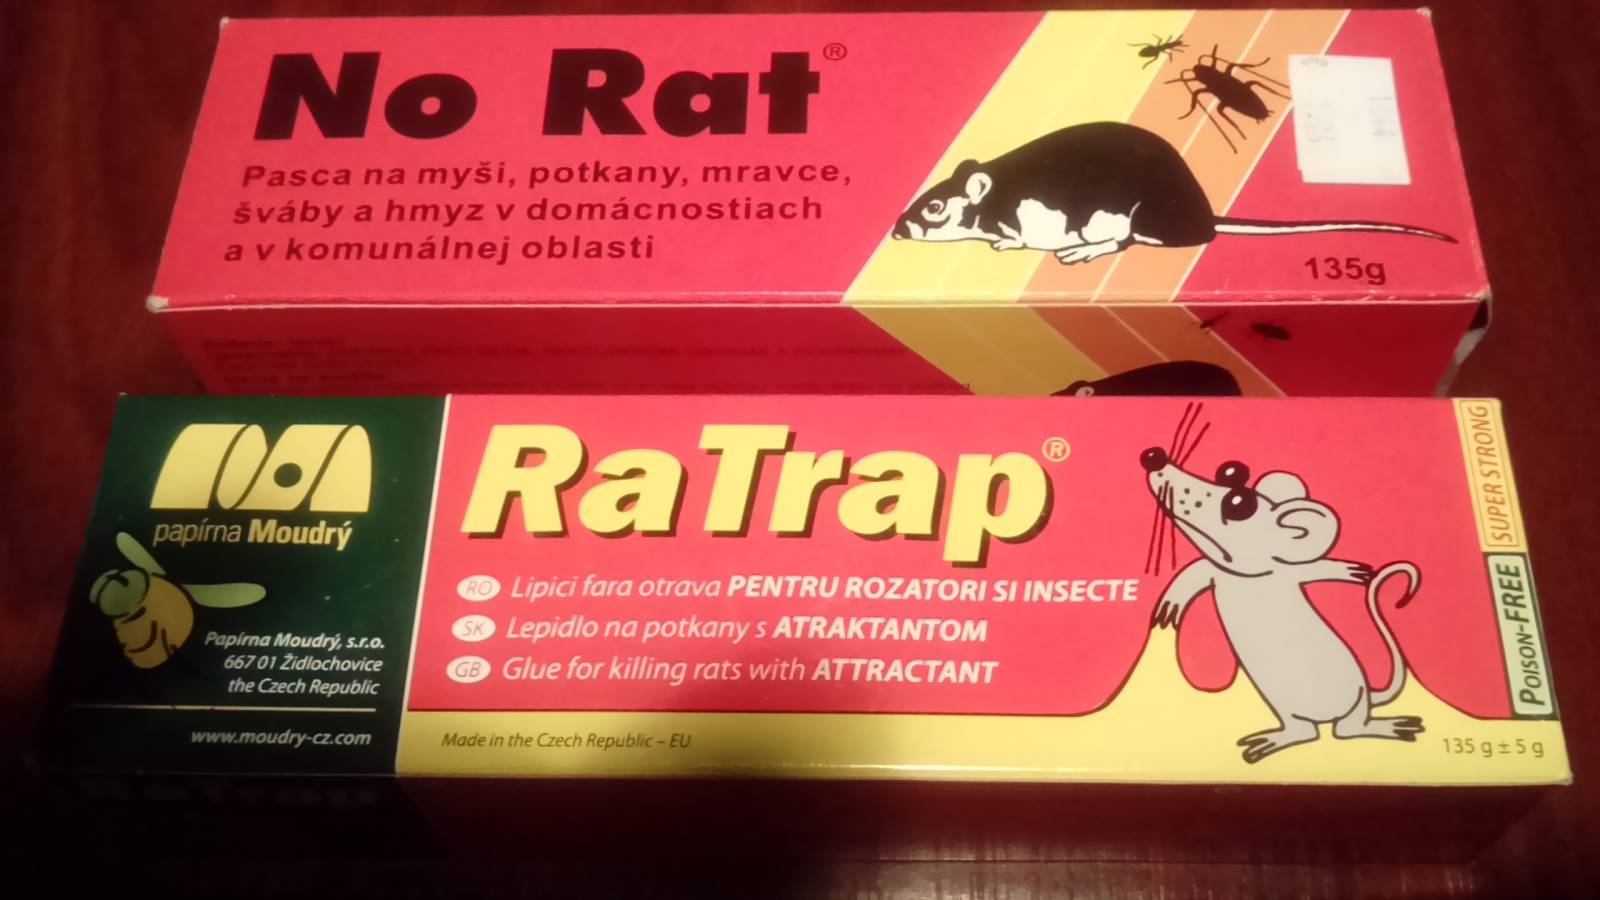 No Rat®
Pasca na myši, potkany, mravce,
šváby a hmyz v domácnostiach
a v komunálnej oblasti
135g
papírna Moudrý
Papírna Moudrý, s.r.o.
667 01 Židlochovice
the Czech Republic
www.moudry-cz.com
RaTrap®
RO Lipici fara otrava PENTRU ROZATORI SI INSECTE
SK Lepidlo na potkany s ATRAKTANTOM
GB Glue for killing rats with ATTRACTANT
Made in the Czech Republic – EU
SUPER STRONG
POISON-FREE
135 g ± 5 g
RaTrap